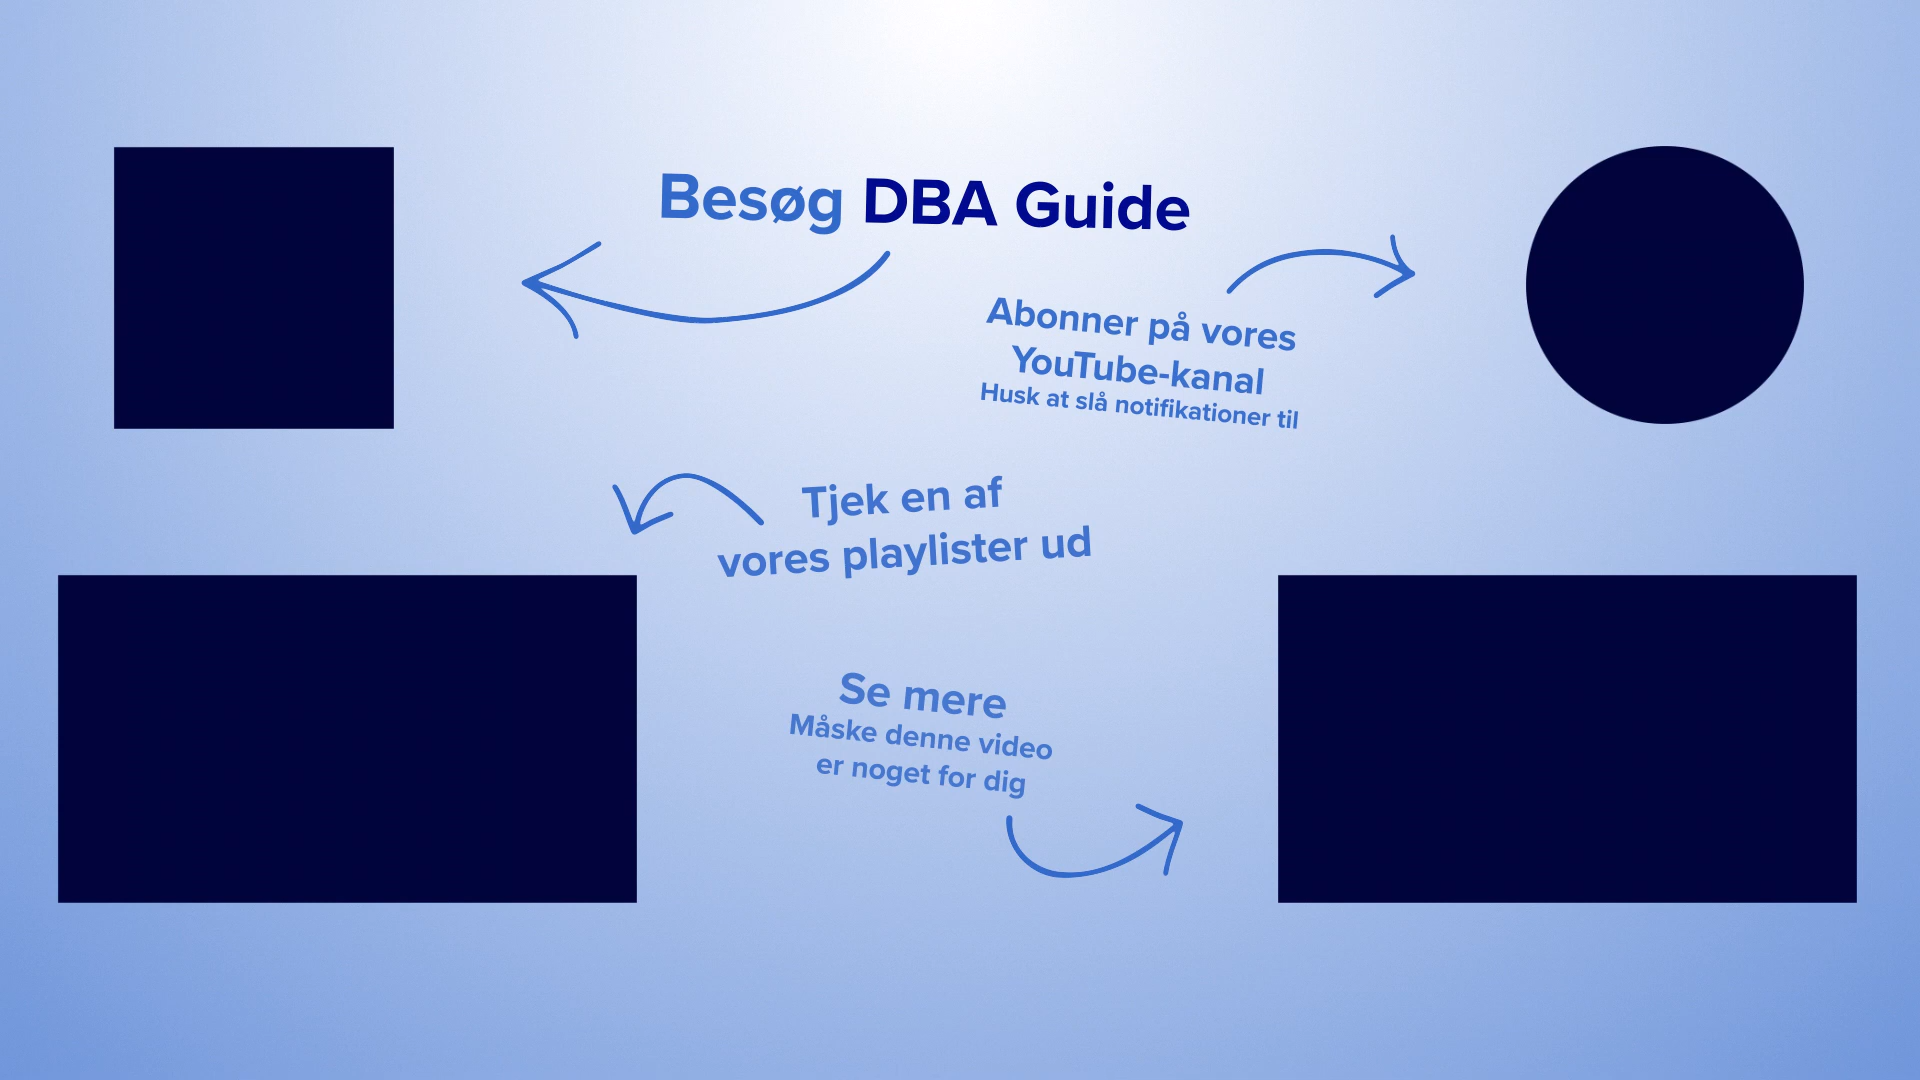 Besøg DBA Guide
Abonner på vores
YouTube-kanal
Husk at slå notifikationer til
Tjek en af
vores playlister ud
Se mere
Måske denne video
er noget for dig